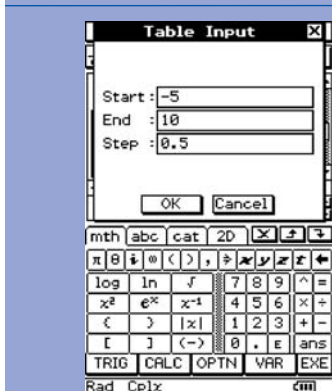 Table Input X
Start : -5
End : 10
Step : 0.5
OK Cancel
mth abc cat 2D
π θ i ∞ ( ) , ⇒ x y z t ←
log ln √ 7 8 9 ^ =
x² eˣ x⁻¹ 4 5 6 × ÷
( ) |x| 1 2 3 + -
[ ] (-) 0 . E ans
TRIG CALC OPTN VAR EXE
Rad Cplx